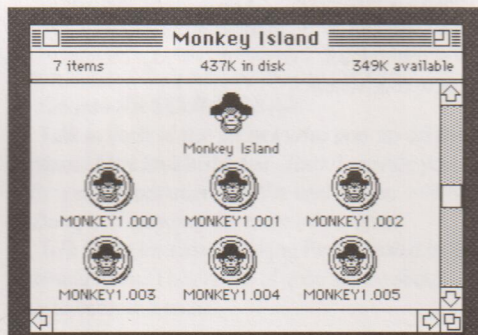 Monkey Island
7 items 437K in disk 349K available
Monkey Island
MONKEY1.000 MONKEY1.001 MONKEY1.002
MONKEY1.003 MONKEY1.004 MONKEY1.005